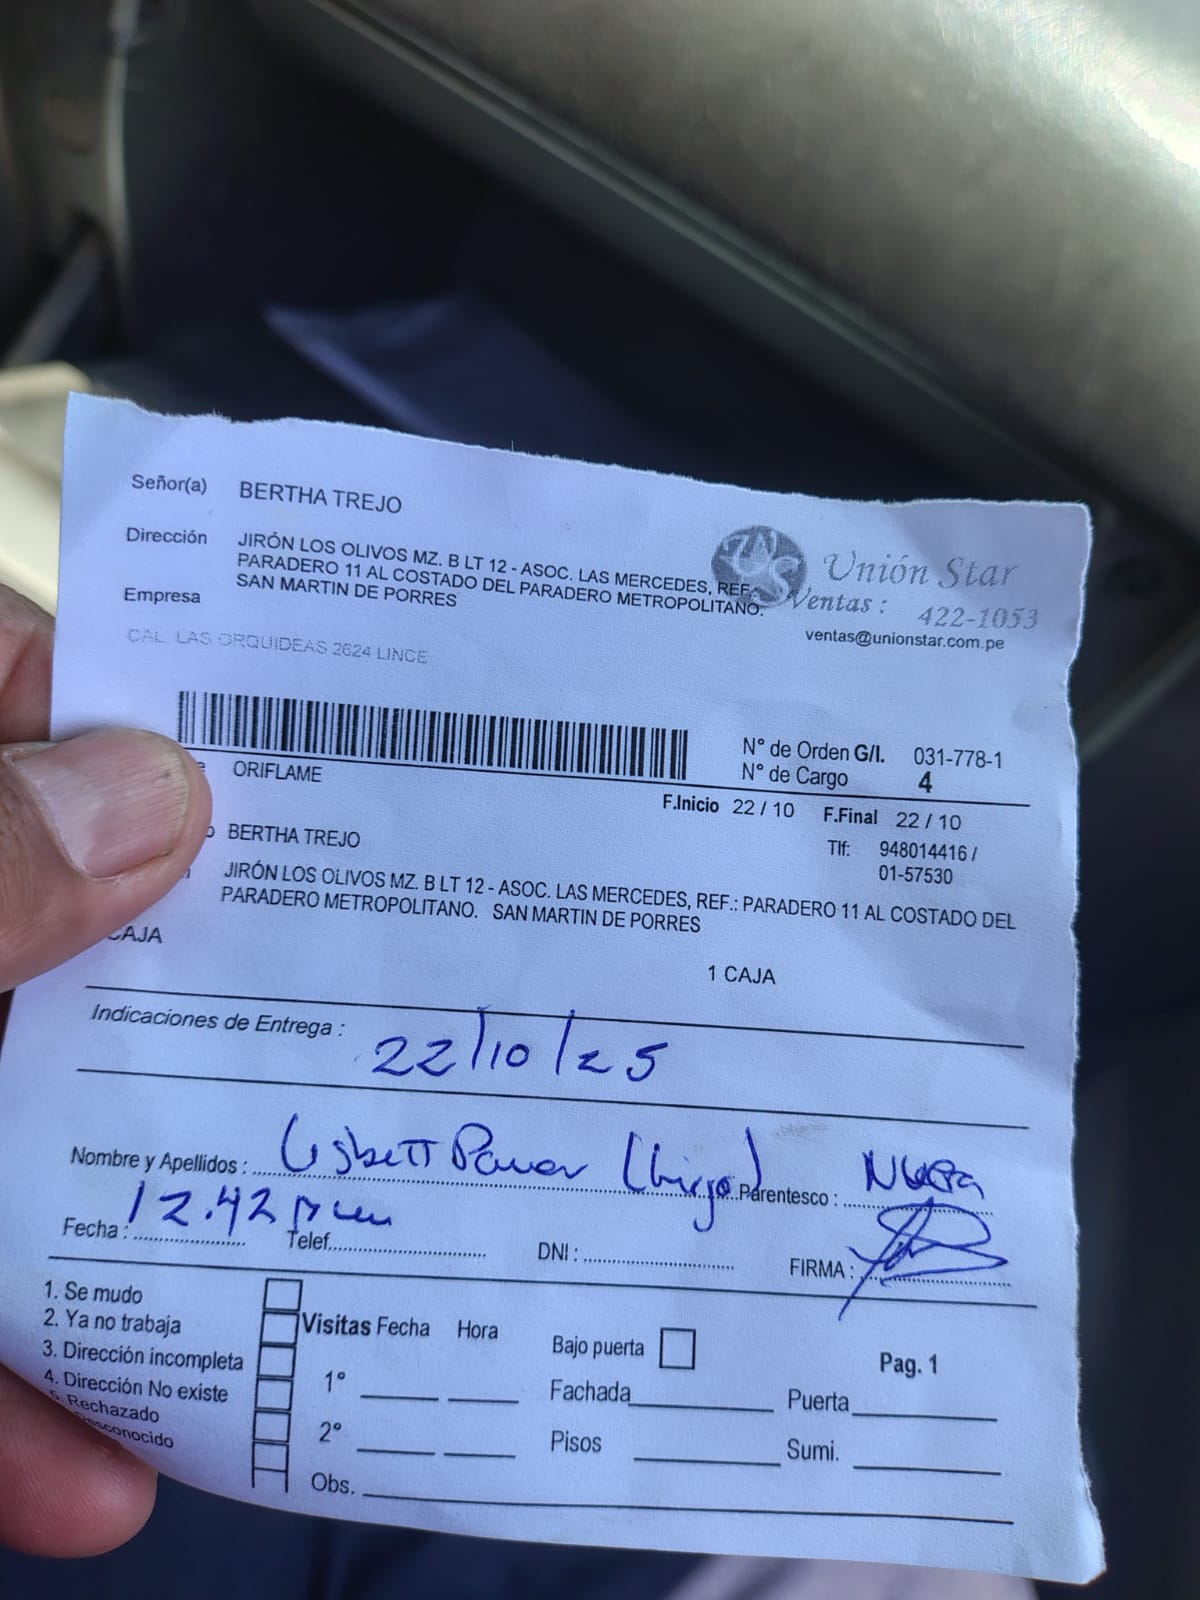 Señor(a) BERTHA TREJO
Dirección JIRÓN LOS OLIVOS MZ. B LT 12 - ASOC. LAS MERCEDES, REF.:
PARADERO 11 AL COSTADO DEL PARADERO METROPOLITANO.
SAN MARTIN DE PORRES
Empresa
CAL. LAS ORQUIDEAS 2624 LINCE
Unión Star
Ventas : 422-1053
ventas@unionstar.com.pe
N° de Orden G/I. 031-778-1
N° de Cargo 4
ORIFLAME
F.Inicio 22 / 10 F.Final 22 / 10
BERTHA TREJO
Tlf: 948014416 /
01-57530
JIRÓN LOS OLIVOS MZ. B LT 12 - ASOC. LAS MERCEDES, REF.: PARADERO 11 AL COSTADO DEL
PARADERO METROPOLITANO. SAN MARTIN DE PORRES
CAJA
1 CAJA
Indicaciones de Entrega : 22/10/25
Nombre y Apellidos : Parentesco :
12.42
Fecha : Telef. DNI : FIRMA :
1. Se mudo
2. Ya no trabaja
3. Dirección incompleta
4. Dirección No existe
5. Rechazado
Desconocido
Visitas Fecha Hora
1°
2°
Obs.
Bajo puerta
Fachada
Pisos
Pag. 1
Puerta
Sumi.